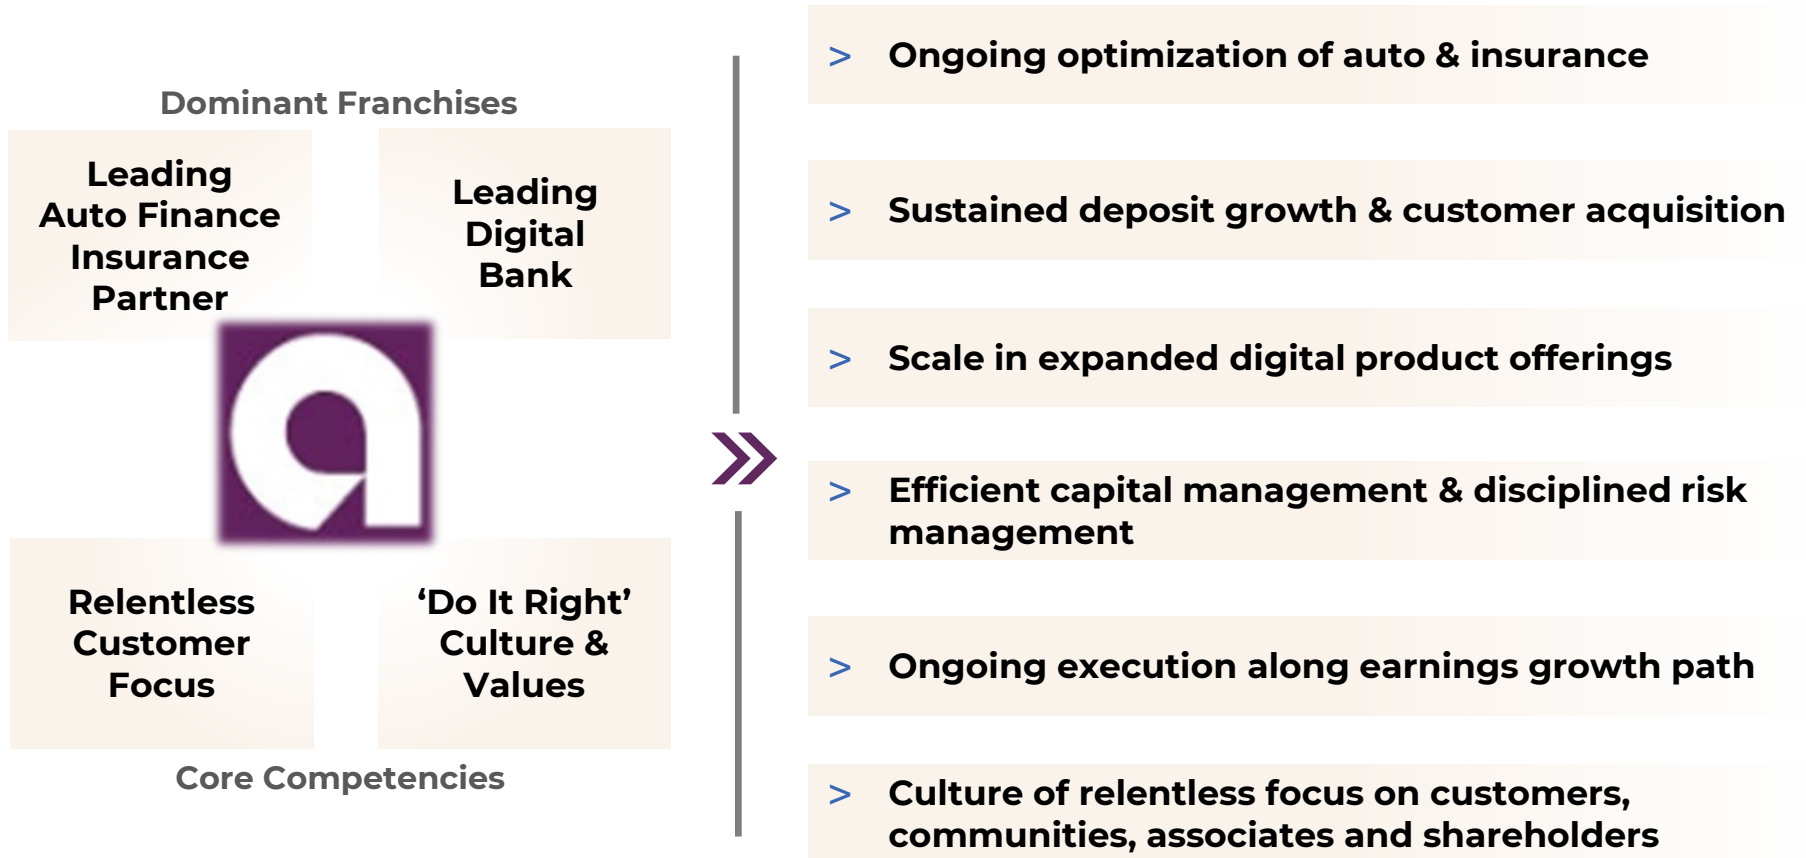 Dominant Franchises
Leading
Auto Finance
Insurance
Partner
Leading
Digital
Bank
Relentless
Customer
Focus
‘Do It Right’
Culture &
Values
Core Competencies
> Ongoing optimization of auto & insurance
> Sustained deposit growth & customer acquisition
> Scale in expanded digital product offerings
> Efficient capital management & disciplined risk
management
> Ongoing execution along earnings growth path
> Culture of relentless focus on customers,
communities, associates and shareholders